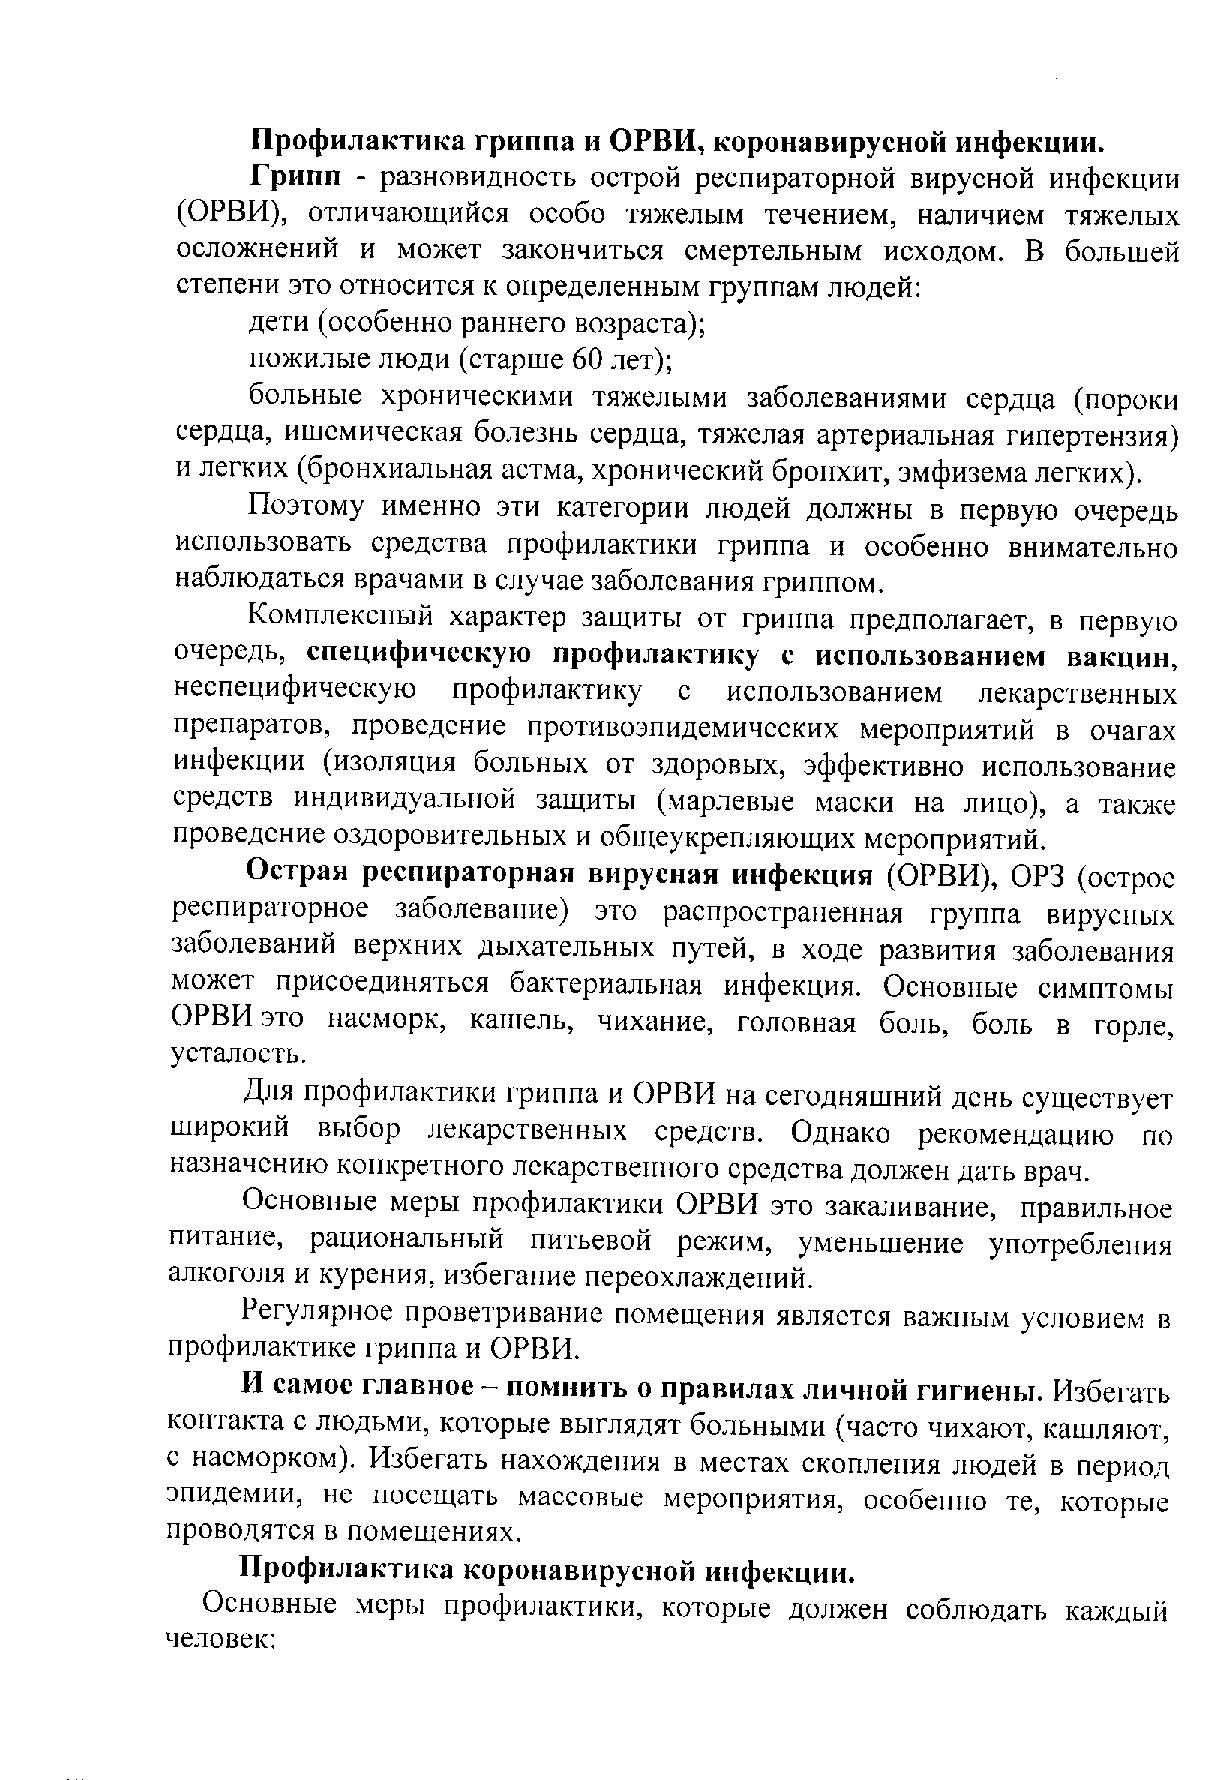 Профилактика гриппа и ОРВИ, коронавирусной инфекции.
Грипп - разновидность острой респираторной вирусной инфекции
(ОРВИ), отличающийся особо тяжелым течением, наличием тяжелых
осложнений и может закончиться смертельным исходом. В большей
степени это относится к определенным группам людей:
дети (особенно раннего возраста);
пожилые люди (старше 60 лет);
больные хроническими тяжелыми заболеваниями сердца (пороки
сердца, ишемическая болезнь сердца, тяжелая артериальная гипертензия)
и легких (бронхиальная астма, хронический бронхит, эмфизема легких).
Поэтому именно эти категории людей должны в первую очередь
использовать средства профилактики гриппа и особенно внимательно
наблюдаться врачами в случае заболевания гриппом.
Комплексный характер защиты от гриппа предполагает, в первую
очередь, специфическую профилактику с использованием вакцин,
неспецифическую профилактику с использованием лекарственных
препаратов, проведение противоэпидемических мероприятий в очагах
инфекции (изоляция больных от здоровых, эффективно использование
средств индивидуальной защиты (марлевые маски на лицо), а также
проведение оздоровительных и общеукрепляющих мероприятий.
Острая респираторная вирусная инфекция (ОРВИ), ОРЗ (острое
респираторное заболевание) это распространенная группа вирусных
заболеваний верхних дыхательных путей, в ходе развития заболевания
может присоединяться бактериальная инфекция. Основные симптомы
ОРВИ это насморк, кашель, чихание, головная боль, боль в горле,
усталость.
Для профилактики гриппа и ОРВИ на сегодняшний день существует
широкий выбор лекарственных средств. Однако рекомендацию по
назначению конкретного лекарственного средства должен дать врач.
Основные меры профилактики ОРВИ это закаливание, правильное
питание, рациональный питьевой режим, уменьшение употребления
алкоголя и курения, избегание переохлаждений.
Регулярное проветривание помещения является важным условием в
профилактике гриппа и ОРВИ.
И самое главное – помнить о правилах личной гигиены. Избегать
контакта с людьми, которые выглядят больными (часто чихают, кашляют,
с насморком). Избегать нахождения в местах скопления людей в период
эпидемии, не посещать массовые мероприятия, особенно те, которые
проводятся в помещениях.
Профилактика коронавирусной инфекции.
Основные меры профилактики, которые должен соблюдать каждый
человек: